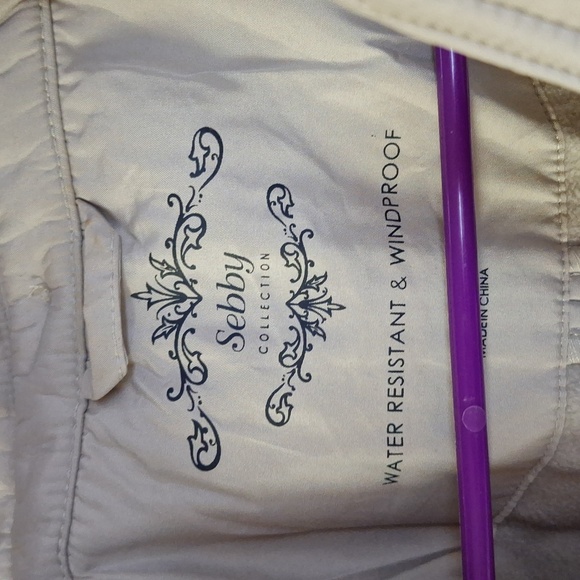 Sebby
COLLECTION
WATER RESISTANT & WINDPROOF
MADE IN CHINA